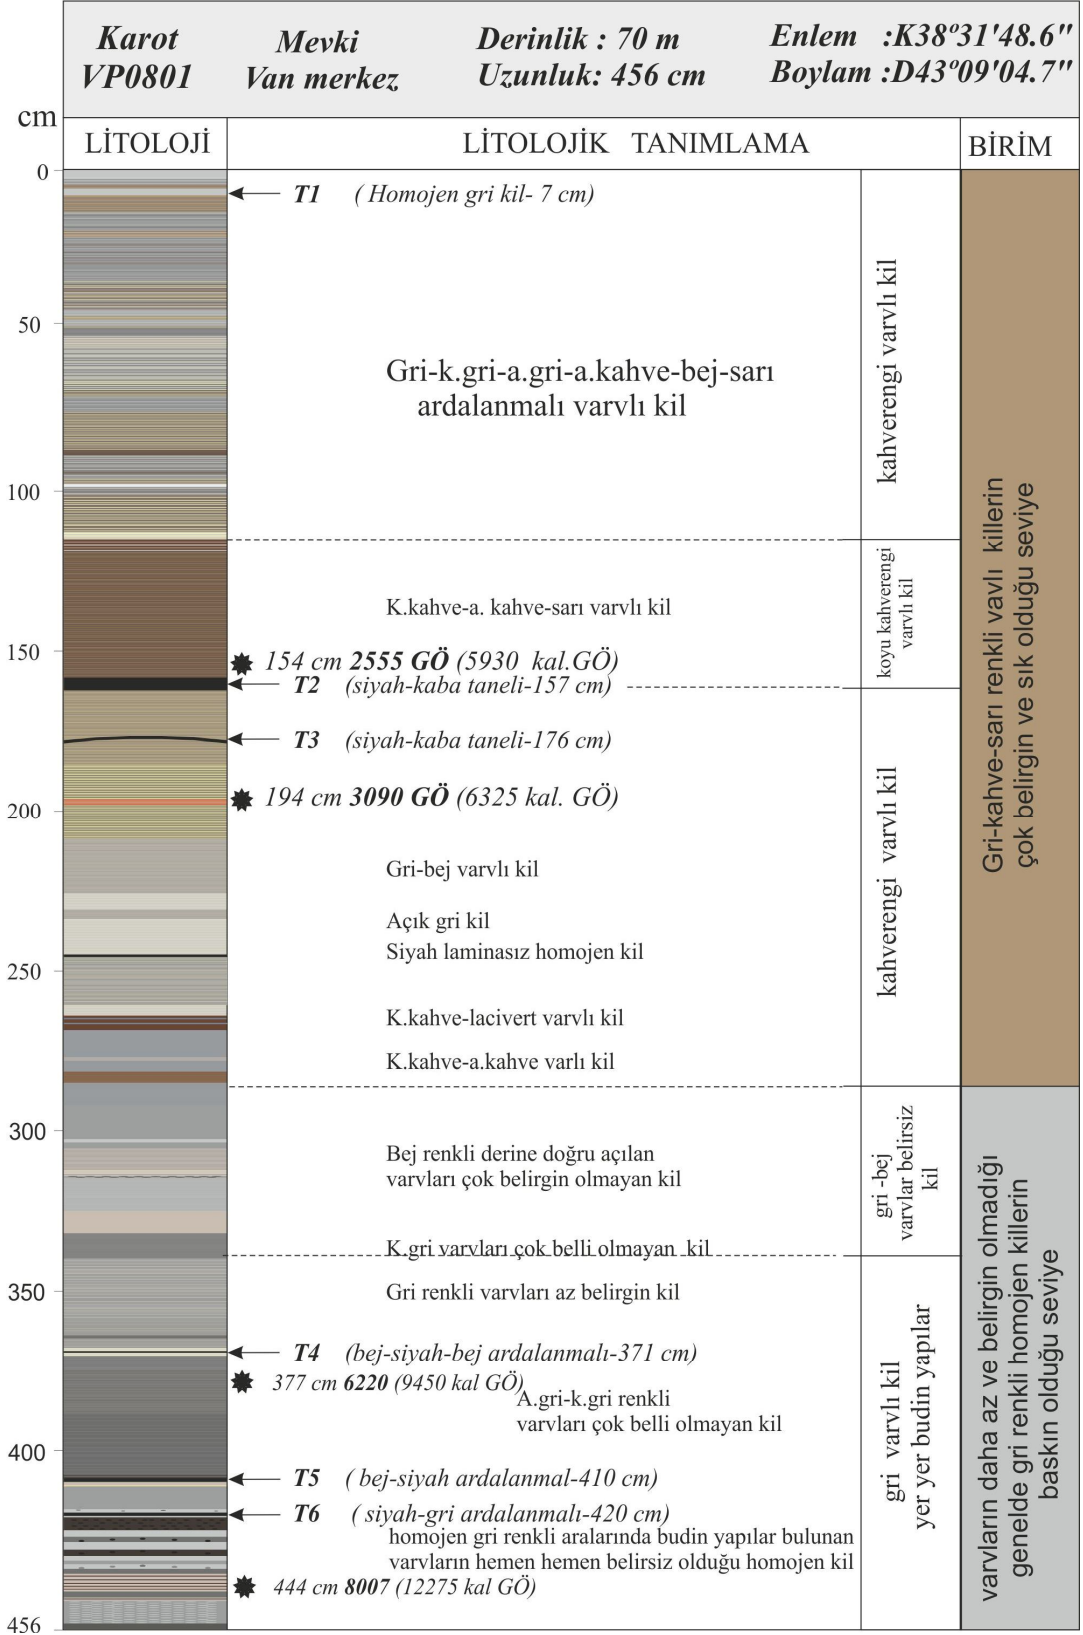 Karot
VP0801
Mevki
Van merkez
Derinlik : 70 m
Uzunluk: 456 cm
Enlem :K38º31'48.6"
Boylam :D43º09'04.7"
cm
LİTOLOJİ
LİTOLOJİK TANIMLAMA
BİRİM
0
T1 ( Homojen gri kil- 7 cm)
50
Gri-k.gri-a.gri-a.kahve-bej-sarı
ardalanmalı varvlı kil
kahverengi varvlı kil
100
K.kahve-a. kahve-sarı varvlı kil
koyu kahverengi
varvlı kil
150
154 cm 2555 GÖ (5930 kal.GÖ)
T2 (siyah-kaba taneli-157 cm)
T3 (siyah-kaba taneli-176 cm)
194 cm 3090 GÖ (6325 kal. GÖ)
200
Gri-bej varvlı kil
Açık gri kil
Siyah laminasız homojen kil
250
K.kahve-lacivert varvlı kil
K.kahve-a.kahve varlı kil
kahverengi varvlı kil
Gri-kahve-sarı renkli vavlı killerin
çok belirgin ve sık olduğu seviye
300
Bej renkli derine doğru açılan
varvları çok belirgin olmayan kil
gri -bej
varvlar belirsiz
kil
K.gri varvları çok belli olmayan kil
350
Gri renkli varvları az belirgin kil
T4 (bej-siyah-bej ardalanmalı-371 cm)
377 cm 6220 (9450 kal GÖ)
A.gri-k.gri renkli
varvları çok belli olmayan kil
400
T5 ( bej-siyah ardalanmal-410 cm)
T6 ( siyah-gri ardalanmalı-420 cm)
homojen gri renkli aralarında budin yapılar bulunan
varvların hemen hemen belirsiz olduğu homojen kil
444 cm 8007 (12275 kal GÖ)
456
gri varvlı kil
yer yer budin yapılar
varvların daha az ve belirgin olmadığı
genelde gri renkli homojen killerin
baskın olduğu seviye